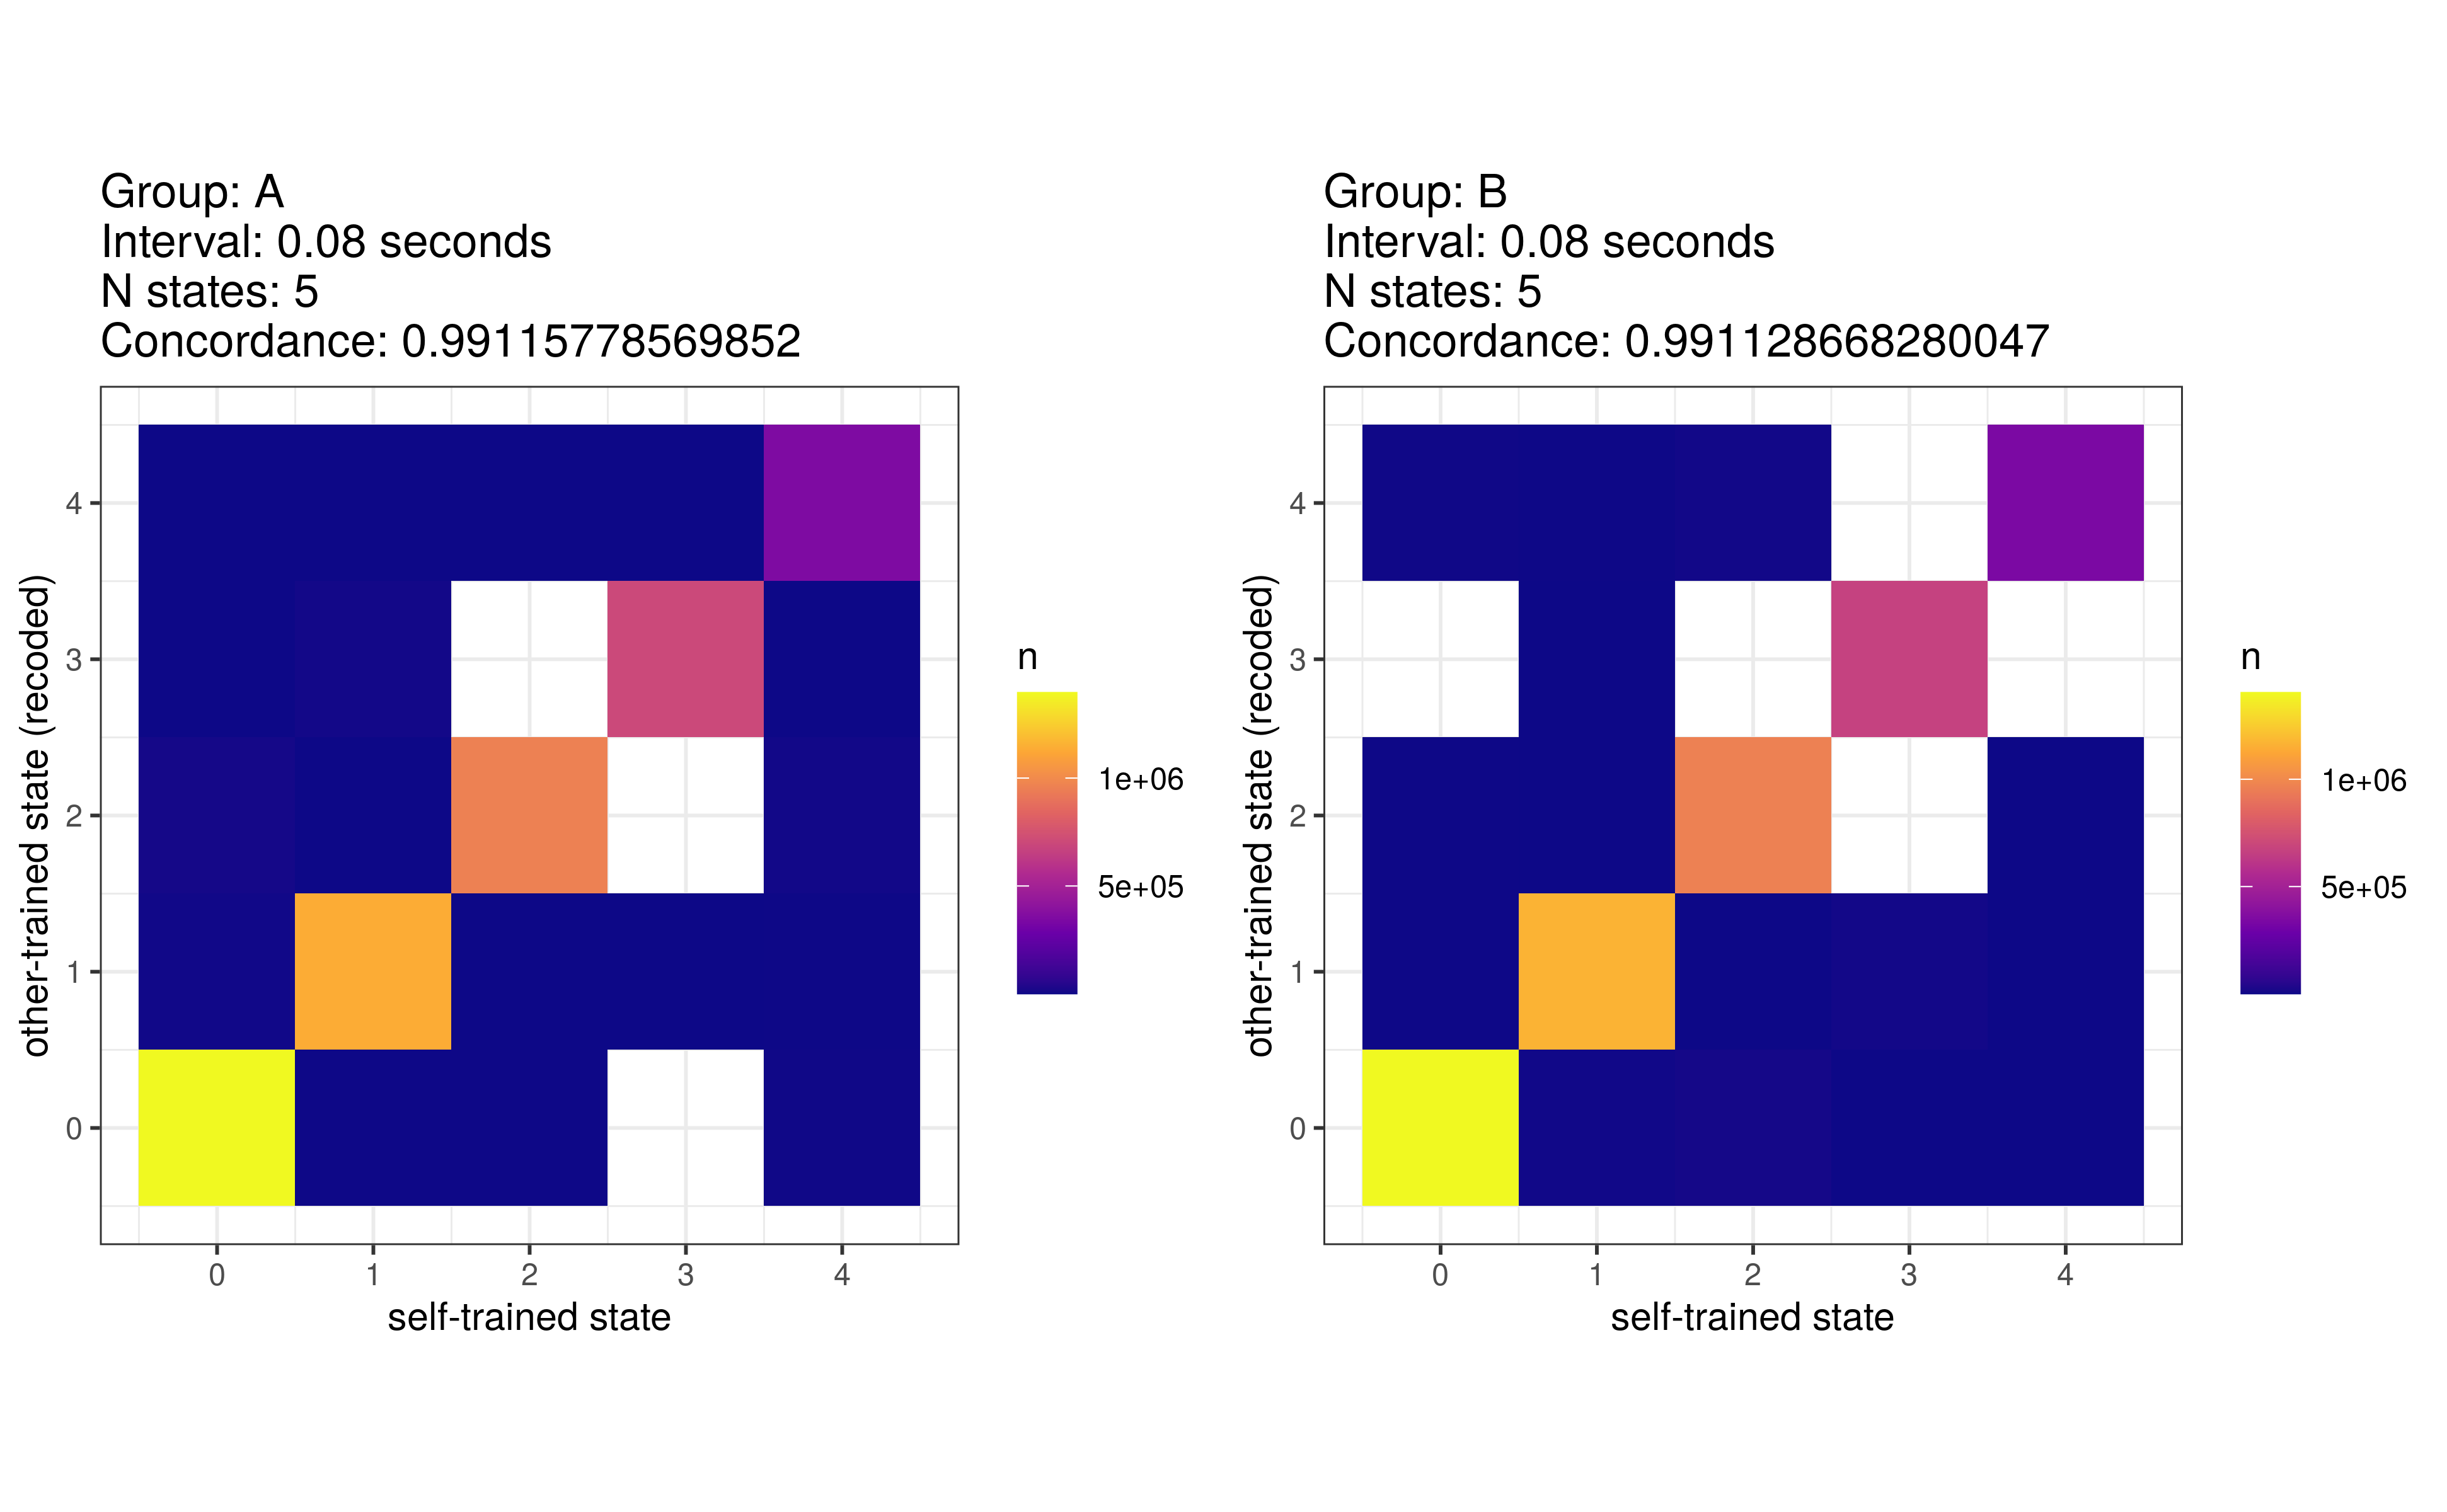 Group: A
Interval: 0.08 seconds
N states: 5
Concordance: 0.99115778569852
other-trained state (recoded)
4
3
2
1
0
0 1 2 3 4
self-trained state
n
1e+06
5e+05
Group: B
Interval: 0.08 seconds
N states: 5
Concordance: 0.991128668280047
other-trained state (recoded)
4
3
2
1
0
0 1 2 3 4
self-trained state
n
1e+06
5e+05